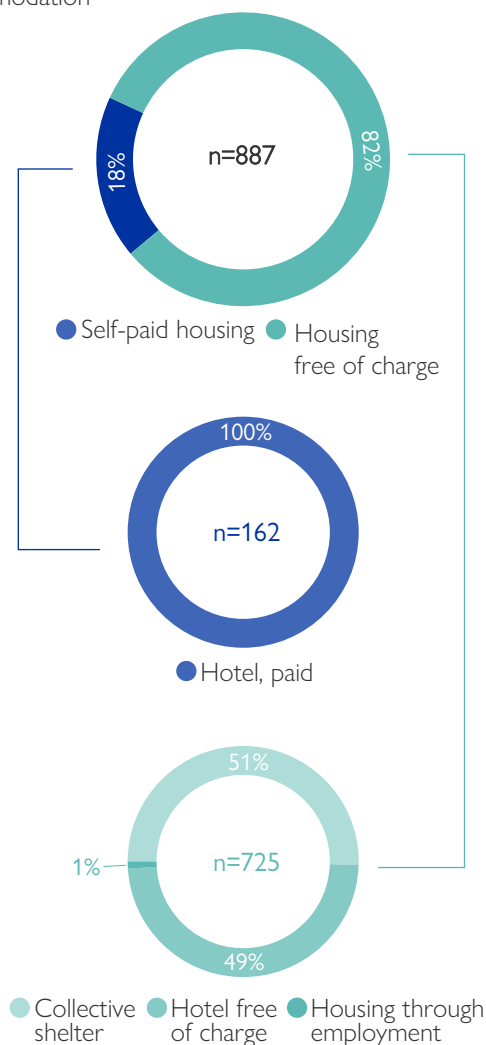 18%
n=887
82%
Self-paid housing
Housing
free of charge
100%
n=162
Hotel, paid
51%
1%
n=725
49%
Collective
shelter
Hotel free
of charge
Housing through
employment